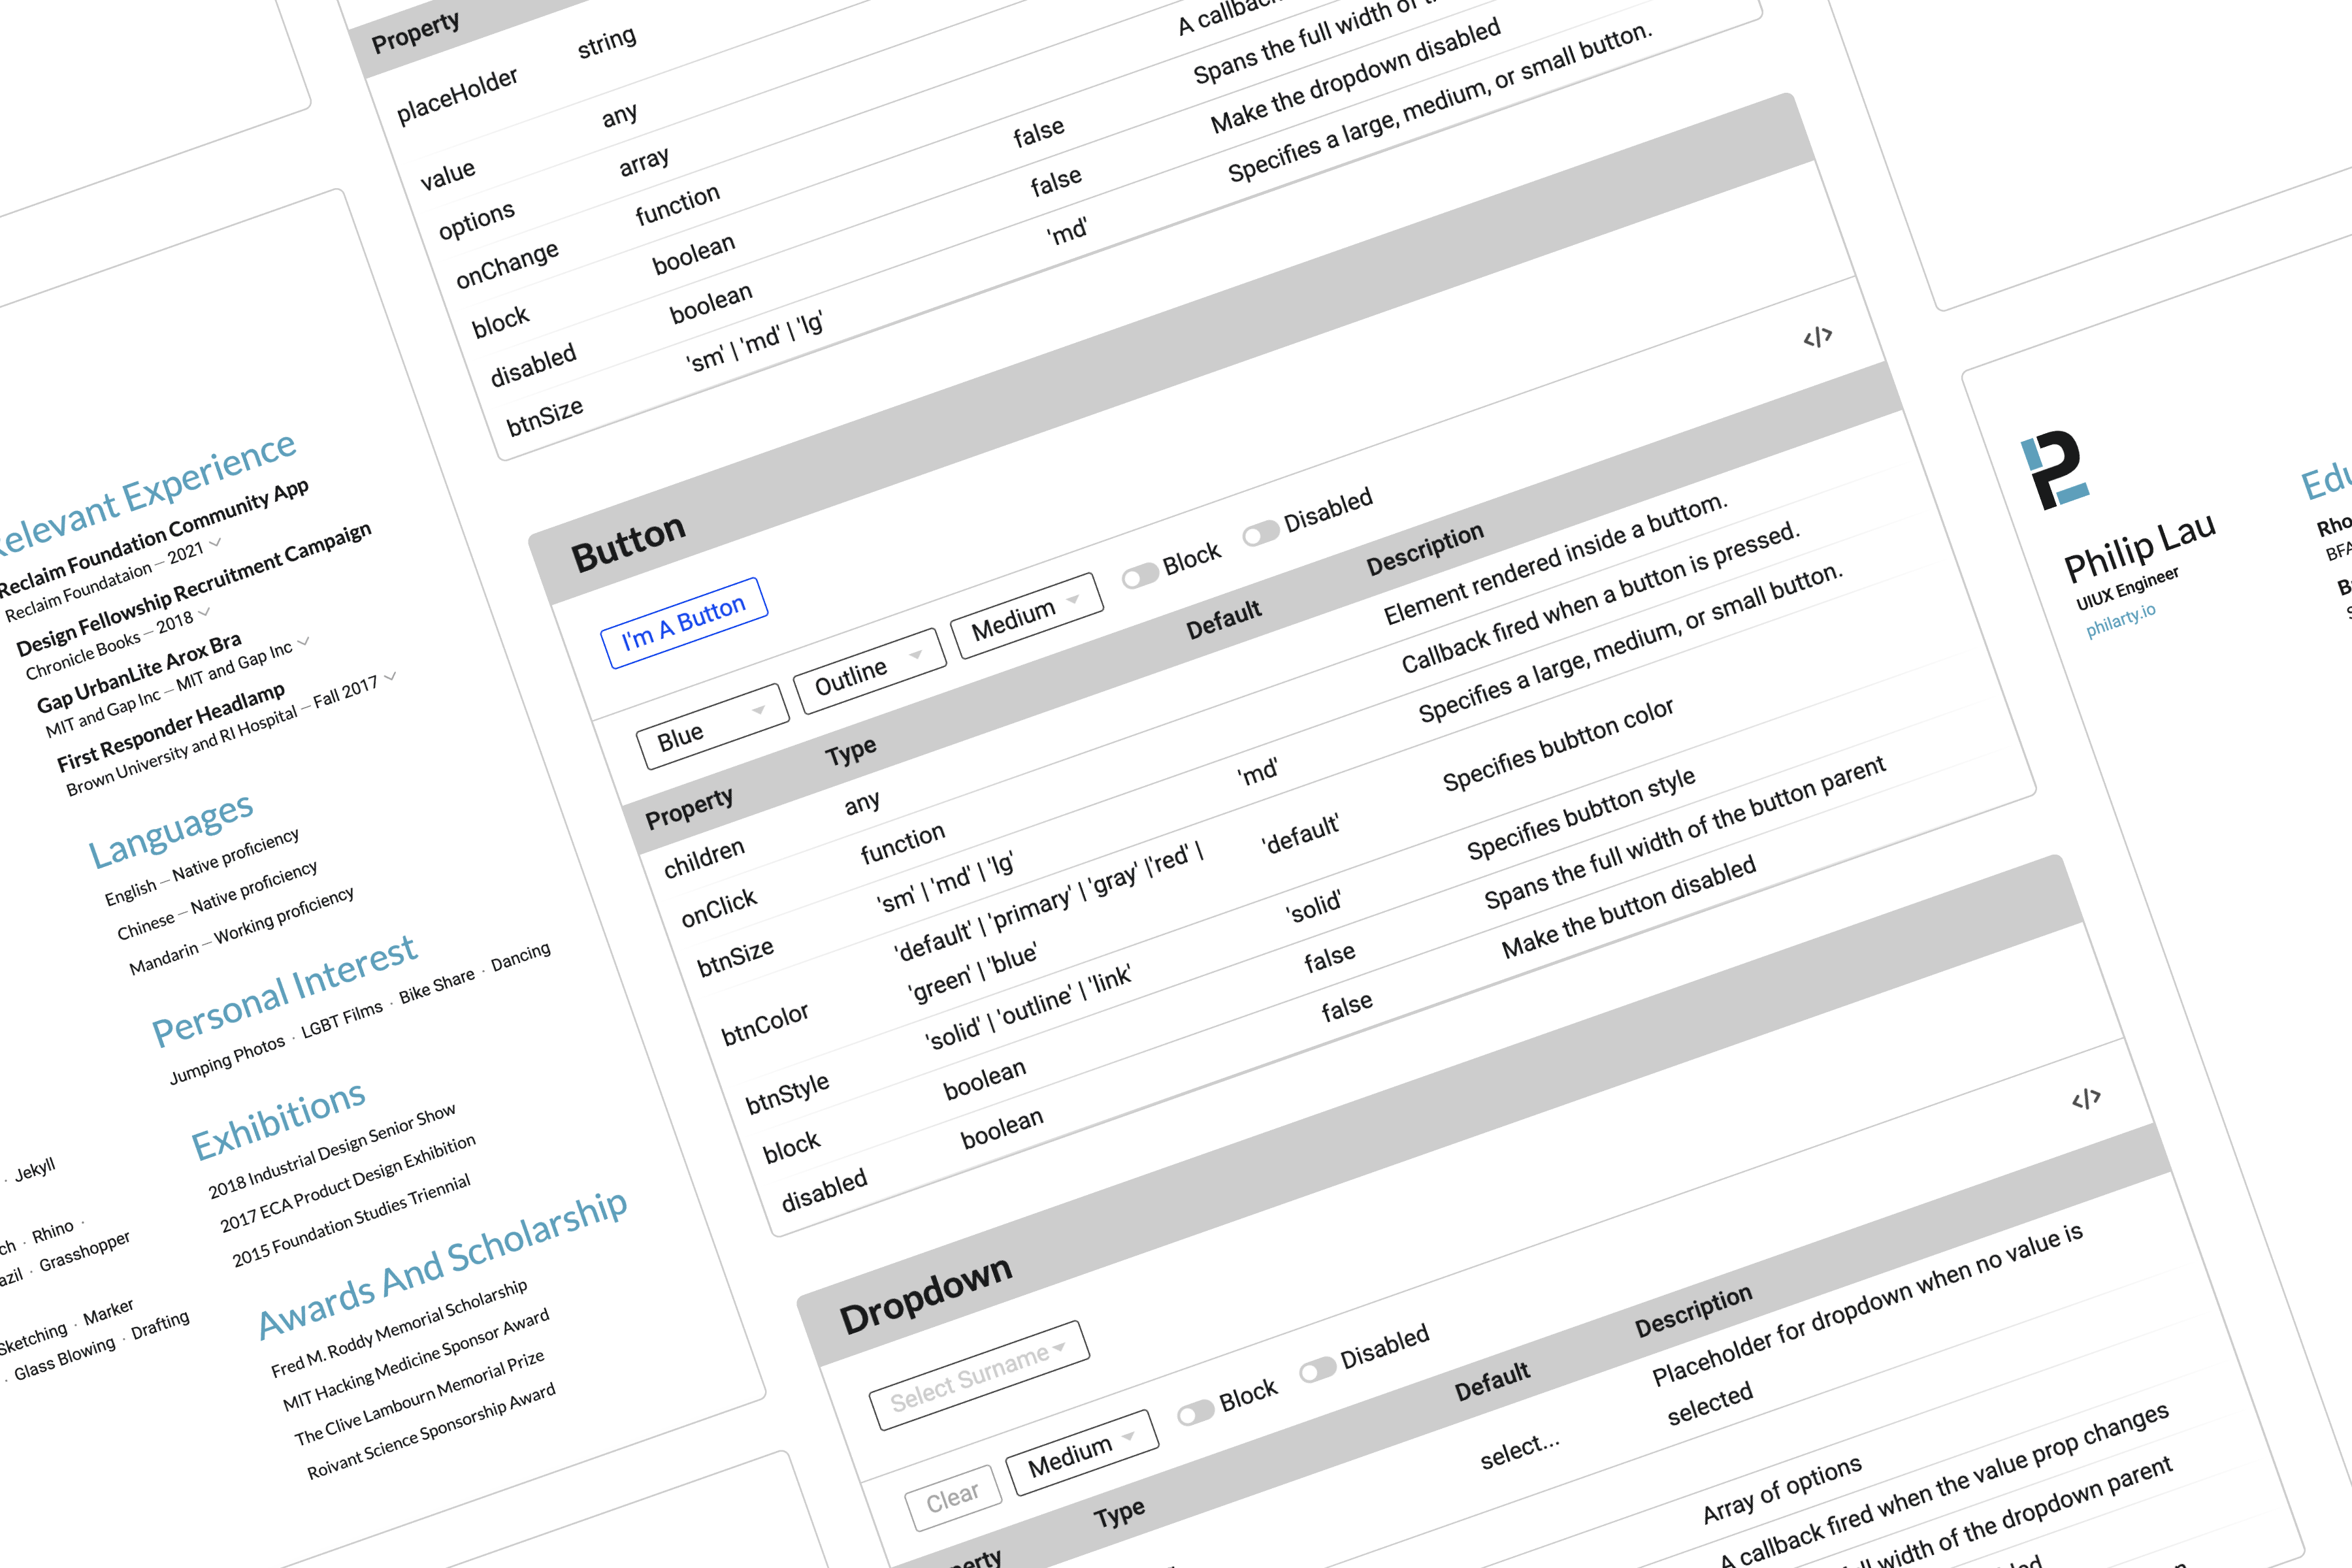 Relevant Experience
Reclaim Foundation Community App
Reclaim Foundataion – 2021
Design Fellowship Recruitment Campaign
Chronicle Books – 2018
Gap UrbanLite Arox Bra
MIT and Gap Inc – MIT and Gap Inc
First Responder Headlamp
Brown University and RI Hospital – Fall 2017
Languages
English – Native proficiency
Chinese – Native proficiency
Mandarin – Working proficiency
Personal Interest
Jumping Photos · LGBT Films · Bike Share · Dancing
Exhibitions
2018 Industrial Design Senior Show
2017 ECA Product Design Exhibition
2015 Foundation Studies Triennial
Awards And Scholarship
Fred M. Roddy Memorial Scholarship
MIT Hacking Medicine Sponsor Award
The Clive Lambourn Memorial Prize
Roivant Science Sponsorship Award
· Jekyll
· Rhino ·
· Grasshopper
Sketching · Marker
· Glass Blowing · Drafting
Property
placeHolder string
value any
options array A callback
onChange function false Spans the full width of
block boolean false Make the dropdown disabled
disabled boolean 'md' Specifies a large, medium, or small button.
btnSize 'sm' | 'md' | 'lg'
Button
I'm A Button
</>
Blue Outline Medium Block Disabled
Property Type Default Description
children any Element rendered inside a buttom.
onClick function Callback fired when a button is pressed.
btnSize 'sm' | 'md' | 'lg' 'md' Specifies a large, medium, or small button.
btnColor 'default' | 'primary' | 'gray' |'red' | 'default' Specifies bubtton color
'green' | 'blue'
btnStyle 'solid' | 'outline' | 'link' 'solid' Specifies bubtton style
block boolean false Spans the full width of the button parent
disabled boolean false Make the button disabled
Dropdown
Select Surname
</>
Clear Medium Block Disabled
Type Default Description
select... Placeholder for dropdown when no value is
selected
Array of options
A callback fired when the value prop changes
width of the dropdown parent
Philip Lau
UIUX Engineer
philarty.io